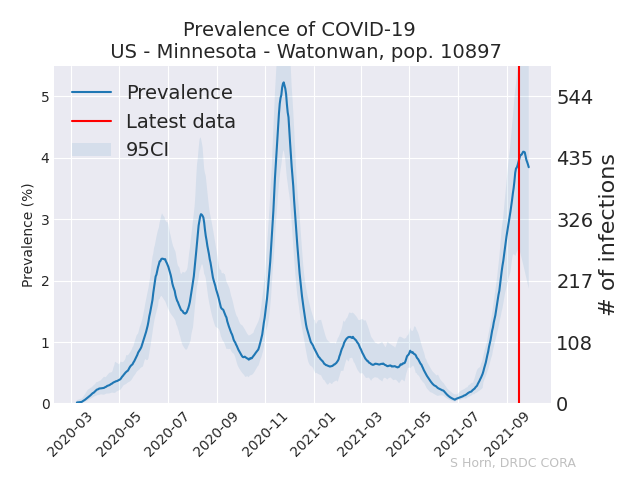 Prevalence of COVID-19
US - Minnesota - Watonwan, pop. 10897
Prevalence
Latest data
95CI
Prevalence (%)
5
4
3
2
1
0
544
435
326
217
108
0
# of infections
2020-03
2020-05
2020-07
2020-09
2020-11
2021-01
2021-03
2021-05
2021-07
2021-09
S Horn, DRDC CORA